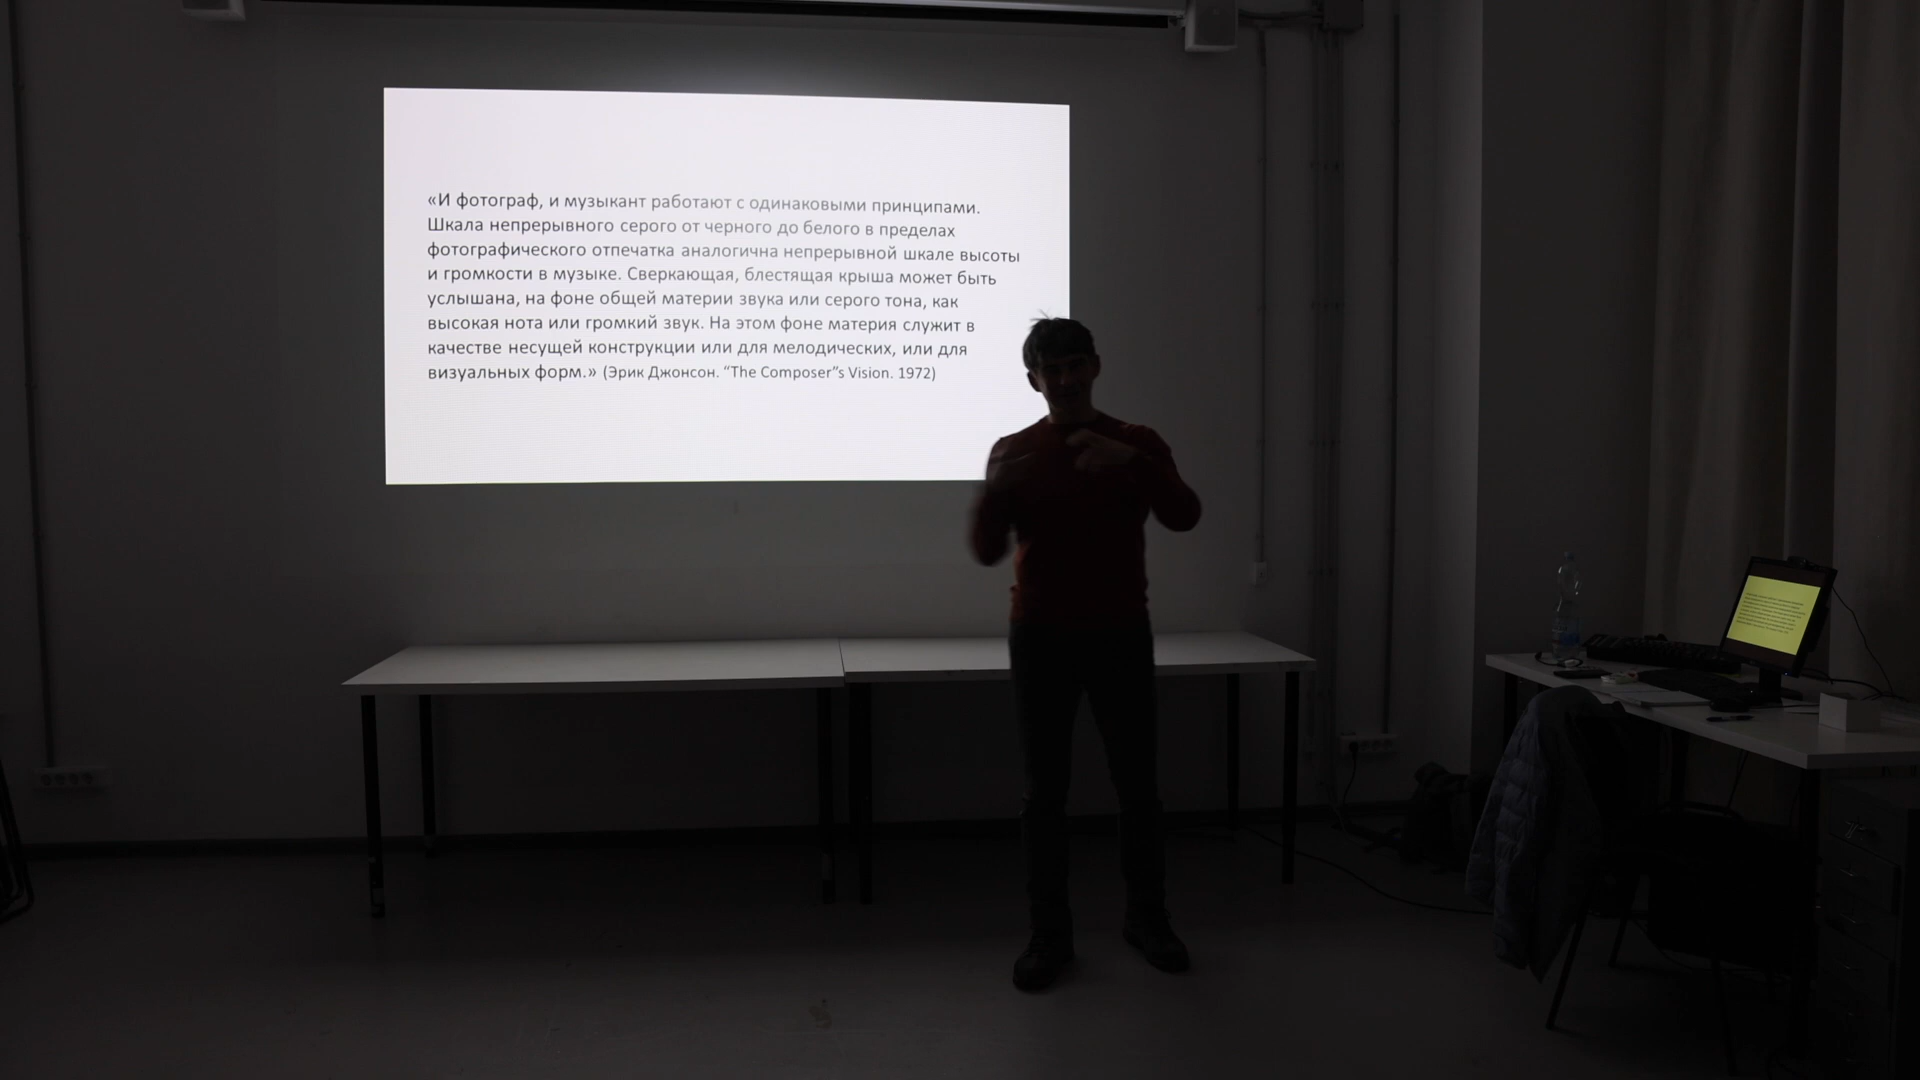 «И фотограф, и музыкант работают с одинаковыми принципами.
Шкала непрерывного серого от черного до белого в пределах
фотографического отпечатка аналогична непрерывной шкале высоты
и громкости в музыке. Сверкающая, блестящая крыша может быть
услышана, на фоне общей материи звука или серого тона, как
высокая нота или громкий звук. На этом фоне материя служит в
качестве несущей конструкции или для мелодических, или для
визуальных форм.» (Эрик Джонсон. “The Composer”s Vision. 1972)